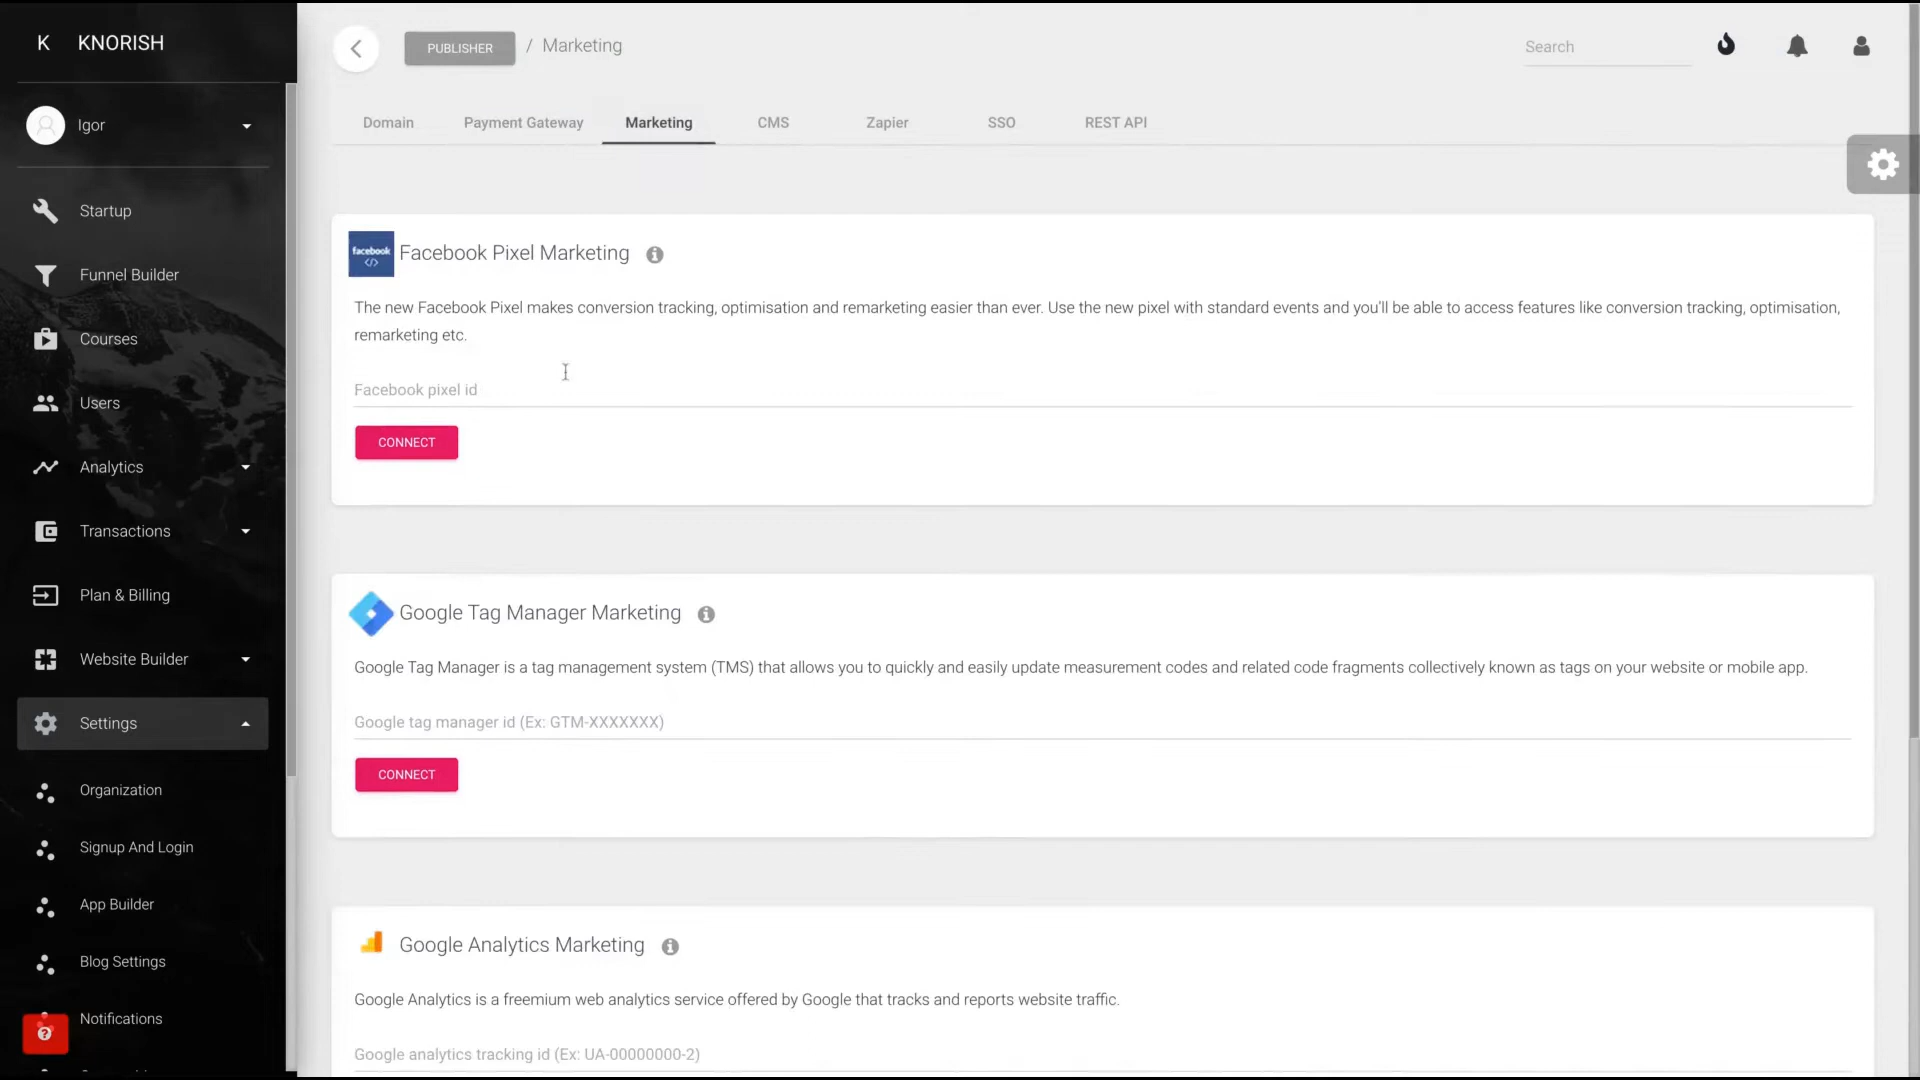 K KNORISH
Igor
Startup
Funnel Builder
Courses
Users
Analytics
Transactions
Plan & Billing
Website Builder
Settings
Organization
Signup And Login
App Builder
Blog Settings
Notifications
PUBLISHER / Marketing
Search
Domain Payment Gateway Marketing CMS Zapier SSO REST API
facebook
</>
Facebook Pixel Marketing
The new Facebook Pixel makes conversion tracking, optimisation and remarketing easier than ever. Use the new pixel with standard events and you'll be able to access features like conversion tracking, optimisation,
remarketing etc.
Facebook pixel id
CONNECT
Google Tag Manager Marketing
Google Tag Manager is a tag management system (TMS) that allows you to quickly and easily update measurement codes and related code fragments collectively known as tags on your website or mobile app.
Google tag manager id (Ex: GTM-XXXXXXX)
CONNECT
Google Analytics Marketing
Google Analytics is a freemium web analytics service offered by Google that tracks and reports website traffic.
Google analytics tracking id (Ex: UA-00000000-2)